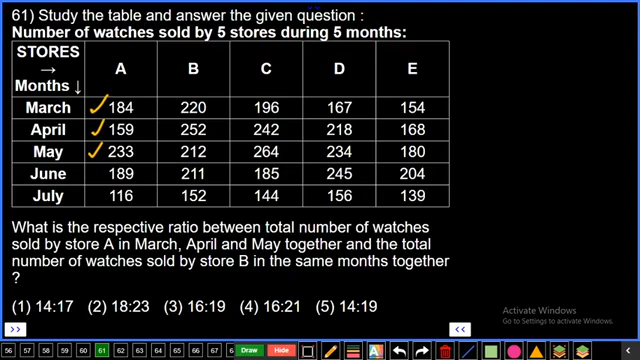 61) Study the table and answer the given question :
Number of watches sold by 5 stores during 5 months:
STORES → Months ↓ A B C D E
March 184 220 196 167 154
April 159 252 242 218 168
May 233 212 264 234 180
June 189 211 185 245 204
July 116 152 144 156 139
What is the respective ratio between total number of watches
sold by store A in March, April and May together and the total
number of watches sold by store B in the same months together
?
(1) 14:17 (2) 18:23 (3) 16:19 (4) 16:21 (5) 14:19
Activate Windows
Go to Settings to activate Windows.
>> <<
51 52 53 54 55 56 57 58 59 60 61 62 63 64 65 66 67 6 Draw Hide